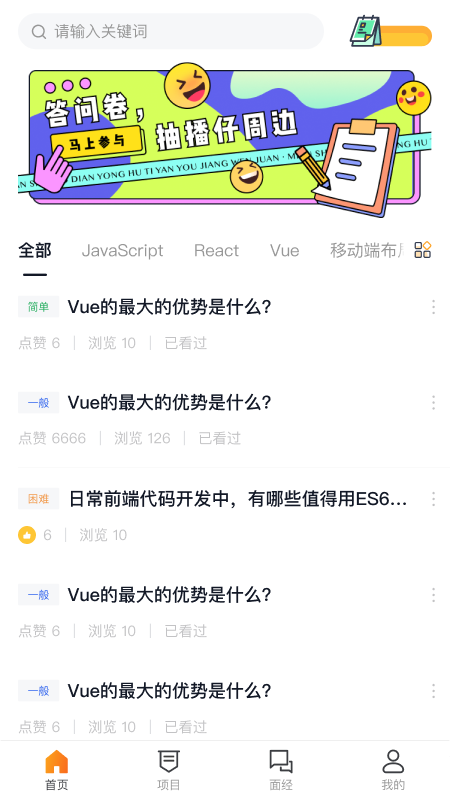 请输入关键词
答问卷,
马上参与
抽播仔周边
DIAN YONG HU TI YAN YOU JIANG WEN JUAN
全部 JavaScript React Vue 移动端布
简单 Vue的最大的优势是什么?
点赞 6 | 浏览 10 | 已看过
一般 Vue的最大的优势是什么?
点赞 6666 | 浏览 126 | 已看过
困难 日常前端代码开发中，有哪些值得用ES6...
6 | 浏览 10
一般 Vue的最大的优势是什么?
点赞 6 | 浏览 10 | 已看过
一般 Vue的最大的优势是什么?
点赞 6 | 浏览 10 | 已看过
首页 项目 面经 我的